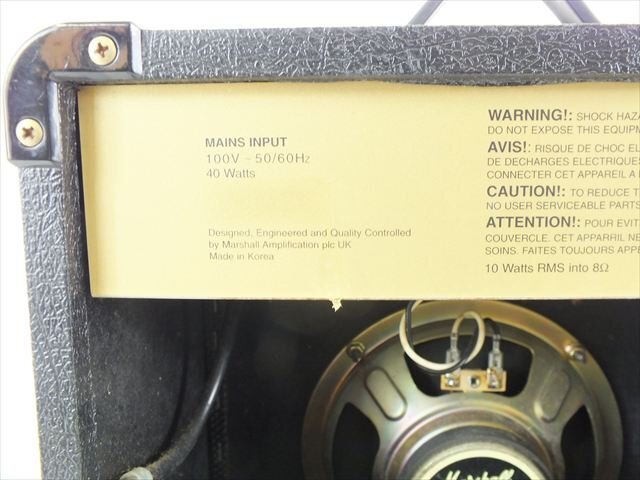 MAINS INPUT
100V ~ 50/60Hz
40 Watts
Designed, Engineered and Quality Controlled
by Marshall Amplification plc UK
Made in Korea
WARNING!: SHOCK HAZA
DO NOT EXPOSE THIS EQUIPM
AVIS!: RISQUE DE CHOC EL
DE DECHARGES ELECTRIQUES
CONNECTER CET APPAREIL A
CAUTION!: TO REDUCE T
NO USER SERVICEABLE PARTS
ATTENTION!: POUR EVIT
COUVERCLE. CET APPARRIL NE
SOINS. FAITES TOUJOURS APPE
10 Watts RMS into 8Ω
Marshall